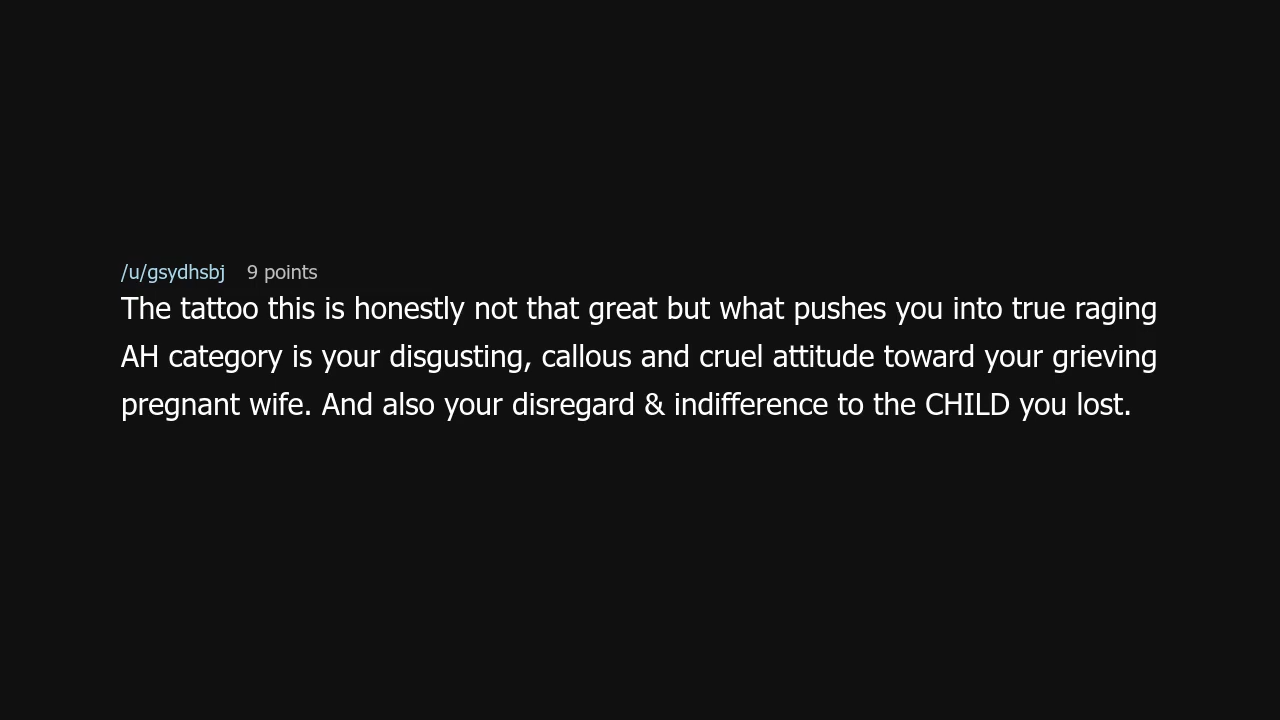 /u/gsydhsbj 9 points
The tattoo this is honestly not that great but what pushes you into true raging
AH category is your disgusting, callous and cruel attitude toward your grieving
pregnant wife. And also your disregard & indifference to the CHILD you lost.